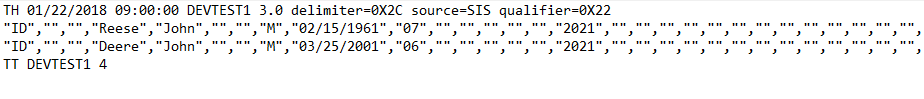 TH 01/22/2018 09:00:00 DEVTEST1 3.0 delimiter=0X2C source=SIS qualifier=0X22
"ID","","","Reese","John","","","M","02/15/1961","07","","","","","","2021","","","","","","","","","","","","","",
"ID","","","Deere","John","","","M","03/25/2001","06","","","","","","2021","","","","","","","","","","","","","",
TT DEVTEST1 4